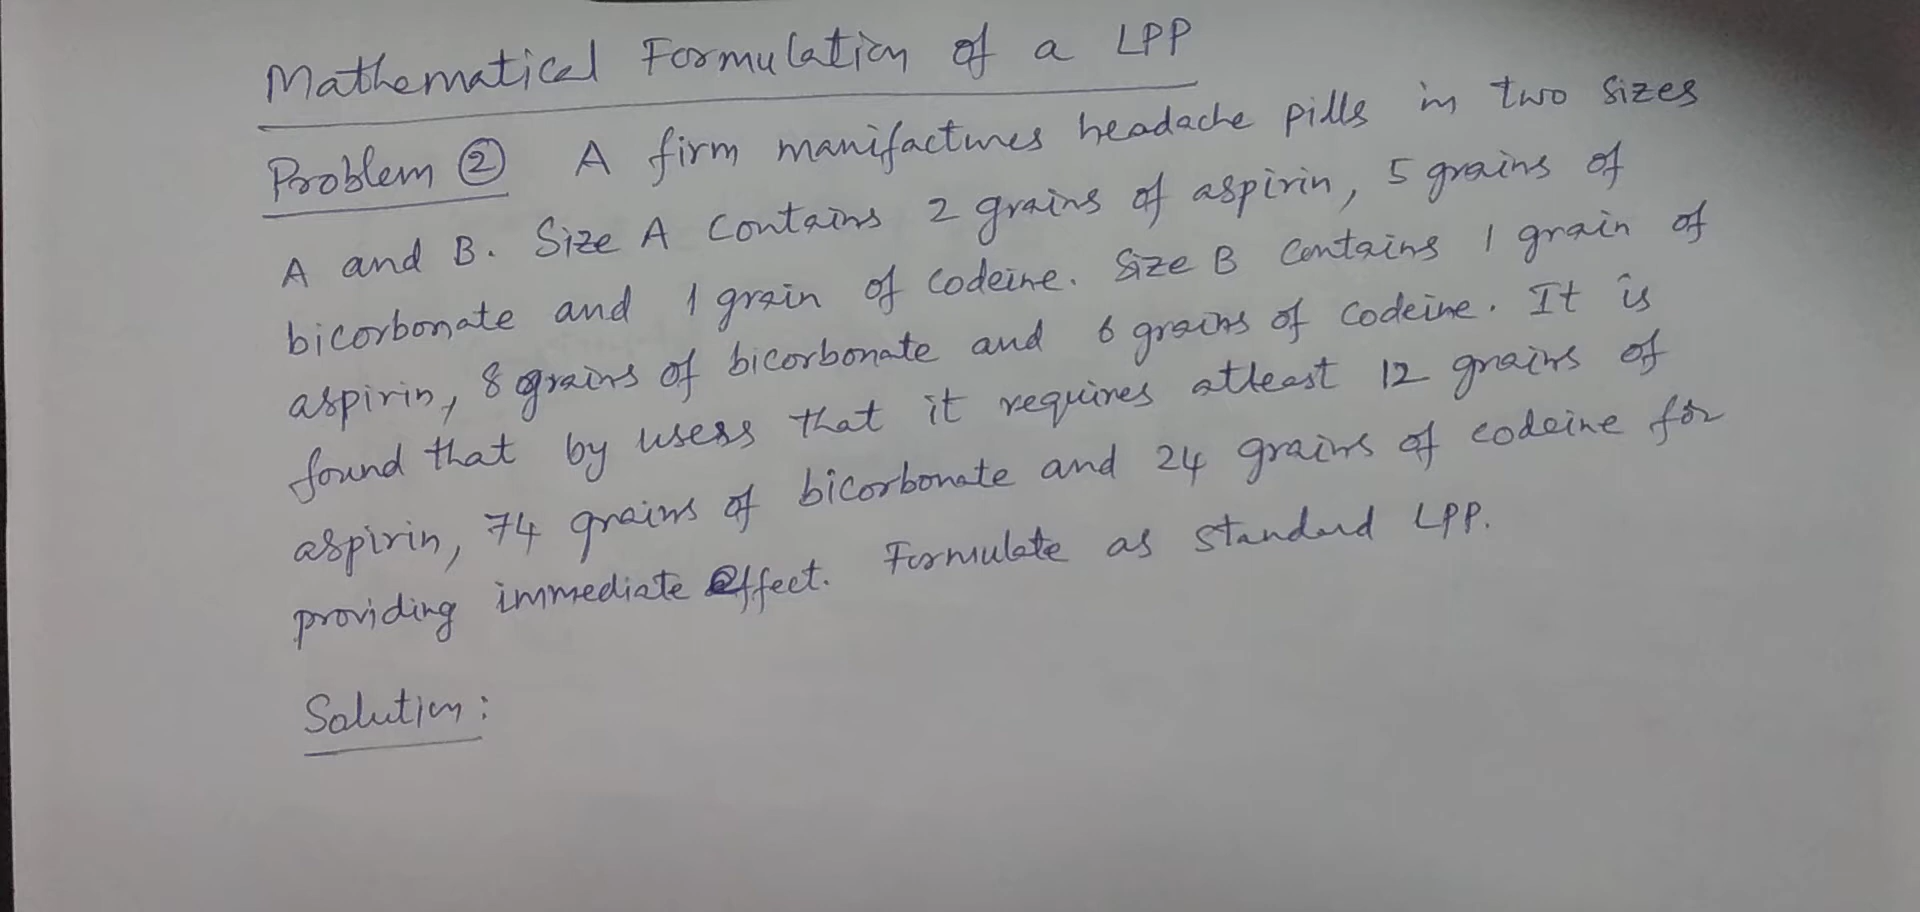 Mathematical Formulation of a LPP
Problem ② A firm manifactures headache pills in two sizes
A and B. Size A contains 2 grains of aspirin, 5 grains of
bicorbonate and 1 grain of codeine. Size B contains 1 grain of
aspirin, 8 grains of bicorbonate and 6 grains of codeine. It is
found that by usess that it requires atleast 12 grains of
aspirin, 74 grains of bicorbonate and 24 grains of codeine for
providing immediate effect. Formulate as standard LPP.
Solution: